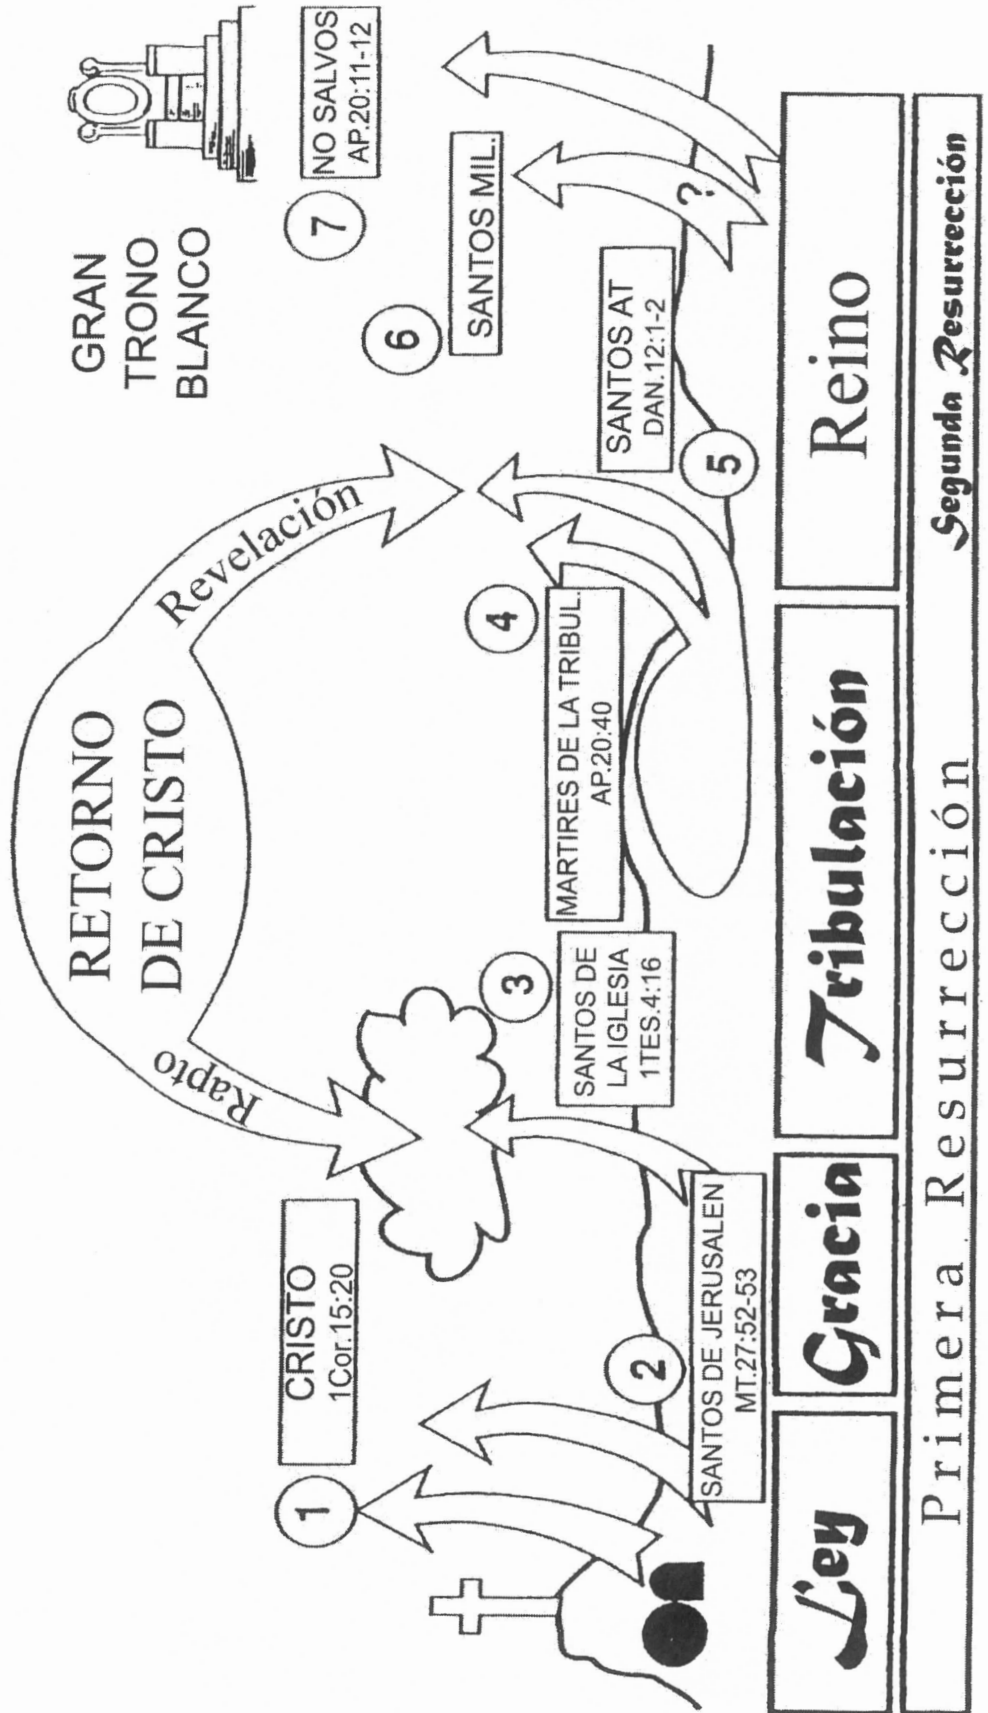 RETORNO
DE CRISTO
Rapto
Revelación
GRAN
TRONO
BLANCO
1
CRISTO
1Cor.15:20
2
SANTOS DE JERUSALEN
MT.27:52-53
3
SANTOS DE
LA IGLESIA
1TES.4:16
4
MARTIRES DE LA TRIBUL.
AP.20:40
5
SANTOS AT
DAN.12:1-2
6
SANTOS MIL.
?
7
NO SALVOS
AP.20:11-12
Ley
Gracia
Tribulación
Reino
Primera Resurrección
Segunda Resurrección